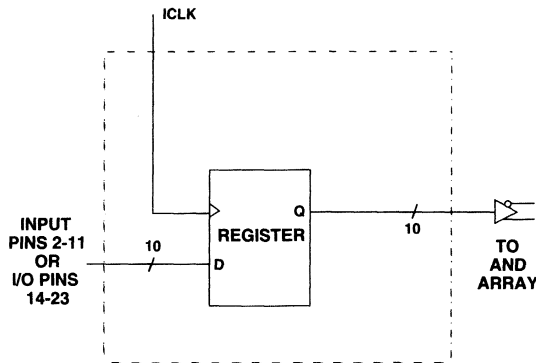 ICLK
Q
REGISTER
10
D
10
INPUT
PINS 2-11
OR
I/O PINS
14-23
TO
AND
ARRAY